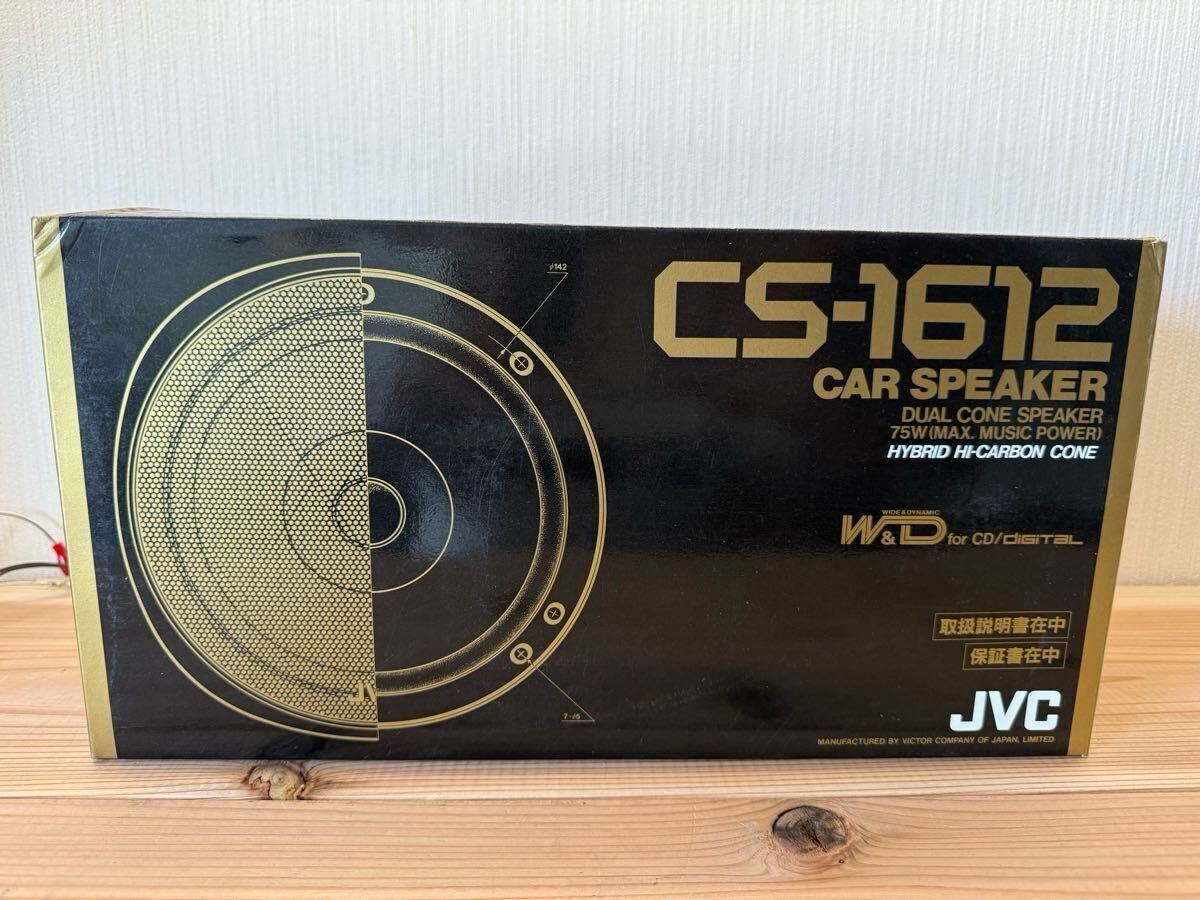 φ142
CS-1612
CAR SPEAKER
DUAL CONE SPEAKER
75W(MAX. MUSIC POWER)
HYBRID HI-CARBON CONE
WIDE & DYNAMIC
W&D for CD/DIGITAL
取扱説明書在中
保証書在中
JVC
MANUFACTURED BY VICTOR COMPANY OF JAPAN, LIMITED
JV